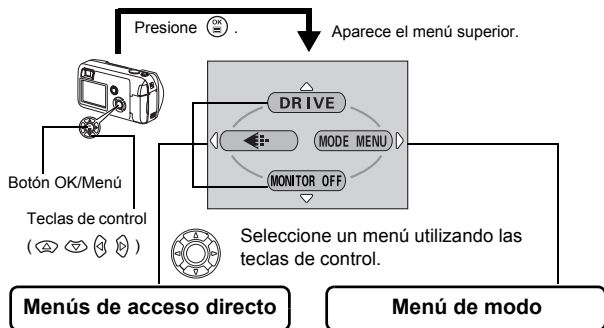 Presione OK .
Aparece el menú superior.
DRIVE
MODE MENU
MONITOR OFF
Botón OK/Menú
Teclas de control
( )
Seleccione un menú utilizando las
teclas de control.
Menús de acceso directo
Menú de modo